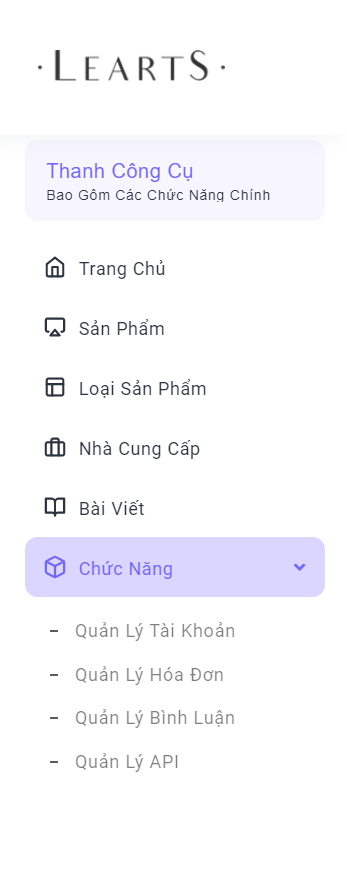 · LEARTS ·
Thanh Công Cụ
Bao Gôm Các Chức Năng Chính
Trang Chủ
Sản Phẩm
Loại Sản Phẩm
Nhà Cung Cấp
Bài Viết
Chức Năng
– Quản Lý Tài Khoản
– Quản Lý Hóa Đơn
– Quản Lý Bình Luận
– Quản Lý API